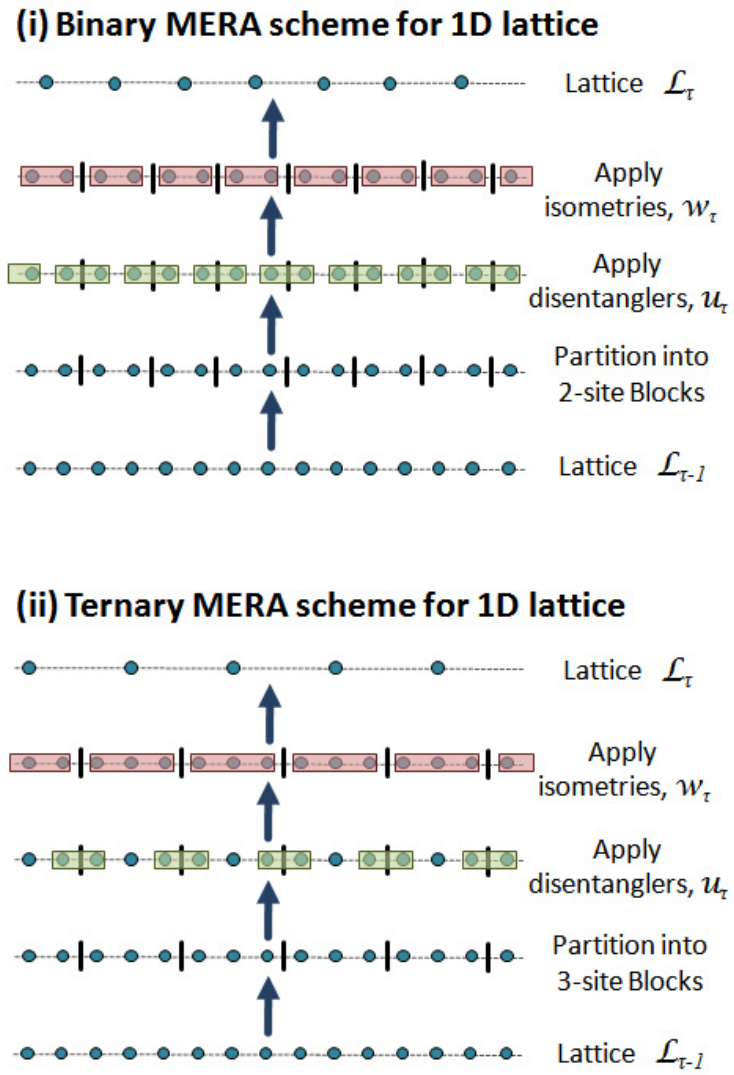 (i) Binary MERA scheme for 1D lattice
Lattice ℒτ
Apply
isometries, wτ
Apply
disentanglers, uτ
Partition into
2-site Blocks
Lattice ℒτ-1
(ii) Ternary MERA scheme for 1D lattice
Lattice ℒτ
Apply
isometries, wτ
Apply
disentanglers, uτ
Partition into
3-site Blocks
Lattice ℒτ-1